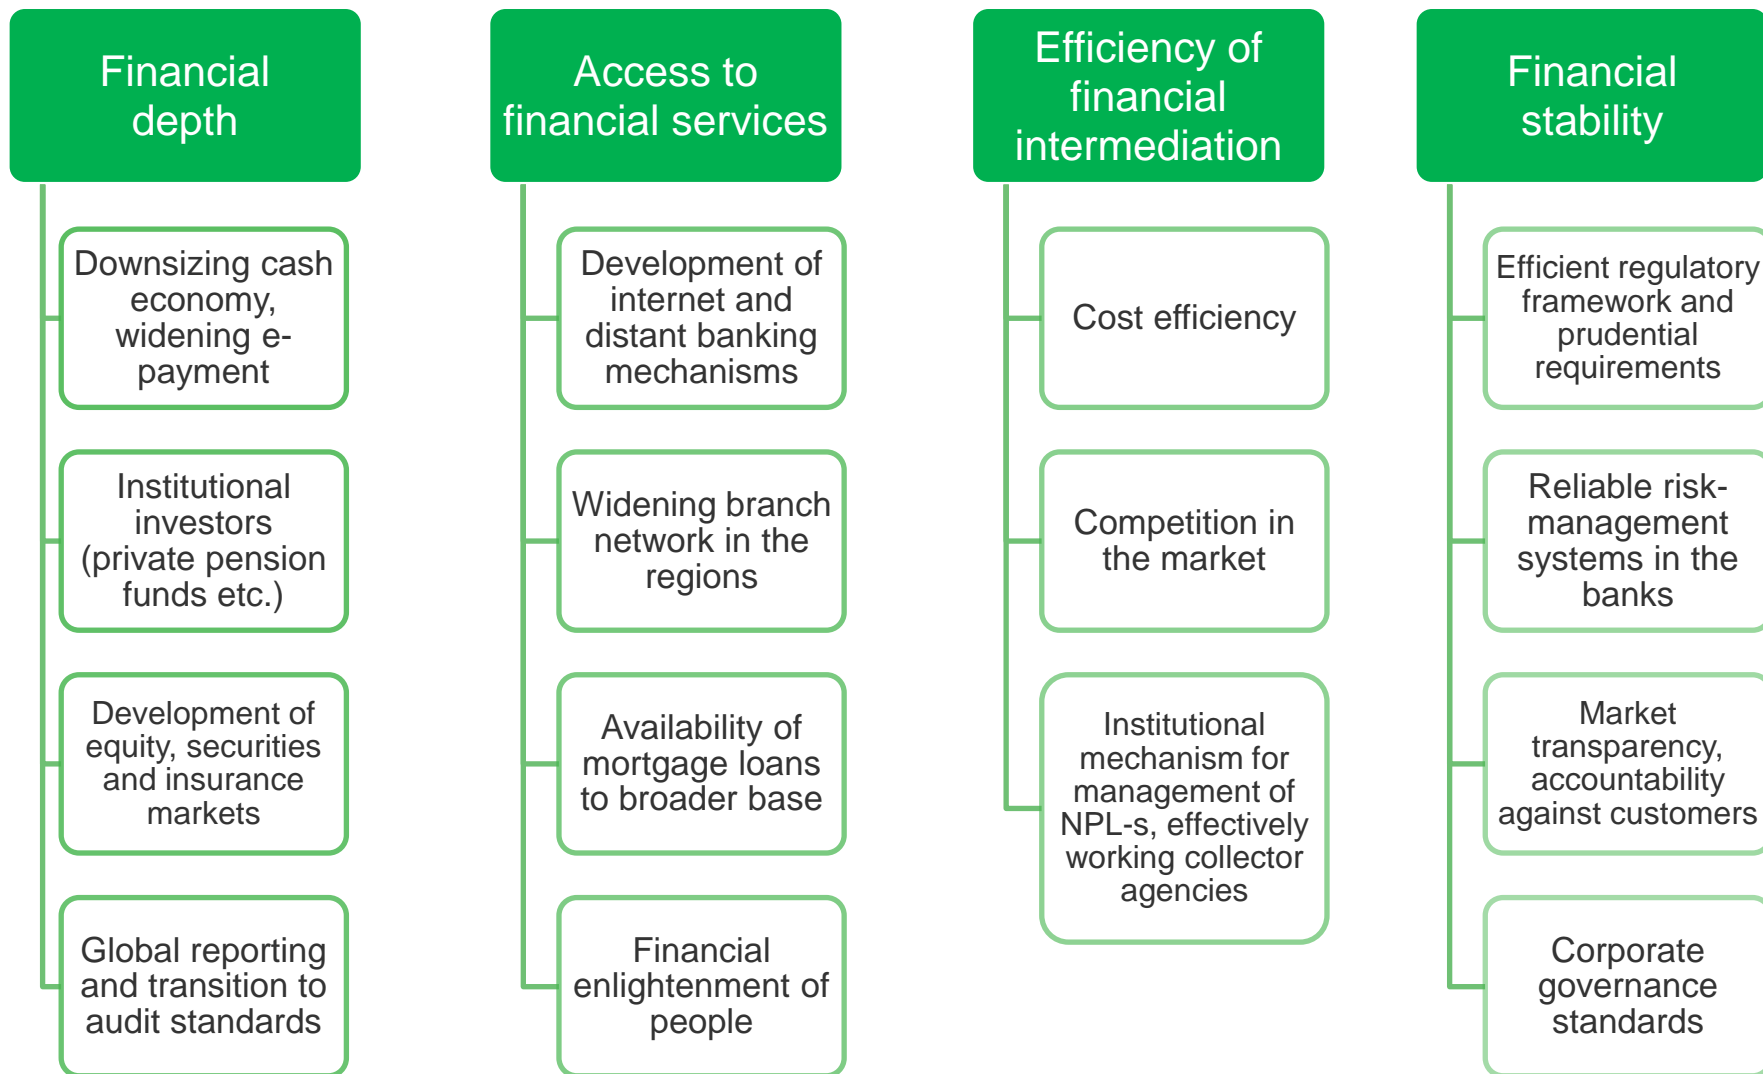 Financial
depth
Downsizing cash
economy,
widening e-
payment
Institutional
investors
(private pension
funds etc.)
Development of
equity, securities
and insurance
markets
Global reporting
and transition to
audit standards
Access to
financial services
Development of
internet and
distant banking
mechanisms
Widening branch
network in the
regions
Availability of
mortgage loans
to broader base
Financial
enlightenment of
people
Efficiency of
financial
intermediation
Cost efficiency
Competition in
the market
Institutional
mechanism for
management of
NPL-s, effectively
working collector
agencies
Financial
stability
Efficient regulatory
framework and
prudential
requirements
Reliable risk-
management
systems in the
banks
Market
transparency,
accountability
against customers
Corporate
governance
standards